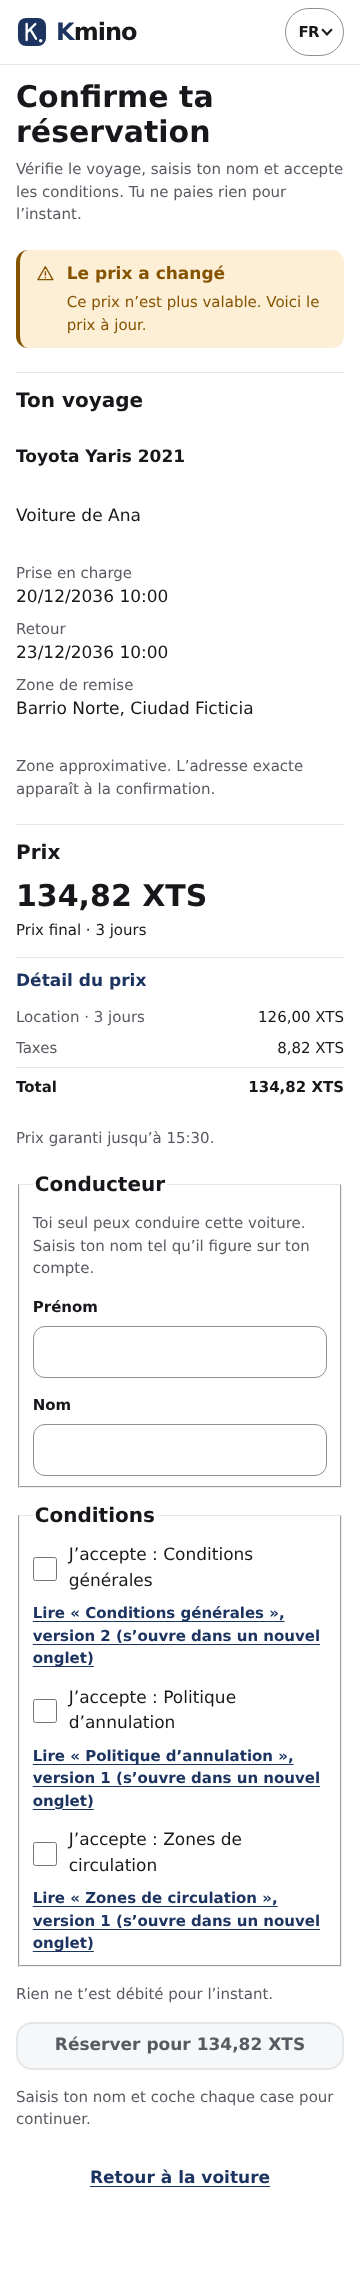 Kmino
FR
Confirme ta
réservation
Vérifie le voyage, saisis ton nom et accepte
les conditions. Tu ne paies rien pour
l’instant.
Le prix a changé
Ce prix n’est plus valable. Voici le
prix à jour.
Ton voyage
Toyota Yaris 2021
Voiture de Ana
Prise en charge
20/12/2036 10:00
Retour
23/12/2036 10:00
Zone de remise
Barrio Norte, Ciudad Ficticia
Zone approximative. L’adresse exacte
apparaît à la confirmation.
Prix
134,82 XTS
Prix final · 3 jours
Détail du prix
Location · 3 jours 126,00 XTS
Taxes 8,82 XTS
Total 134,82 XTS
Prix garanti jusqu’à 15:30.
Conducteur
Toi seul peux conduire cette voiture.
Saisis ton nom tel qu’il figure sur ton
compte.
Prénom
Nom
Conditions
J’accepte : Conditions
générales
Lire « Conditions générales »,
version 2 (s’ouvre dans un nouvel
onglet)
J’accepte : Politique
d’annulation
Lire « Politique d’annulation »,
version 1 (s’ouvre dans un nouvel
onglet)
J’accepte : Zones de
circulation
Lire « Zones de circulation »,
version 1 (s’ouvre dans un nouvel
onglet)
Rien ne t’est débité pour l’instant.
Réserver pour 134,82 XTS
Saisis ton nom et coche chaque case pour
continuer.
Retour à la voiture